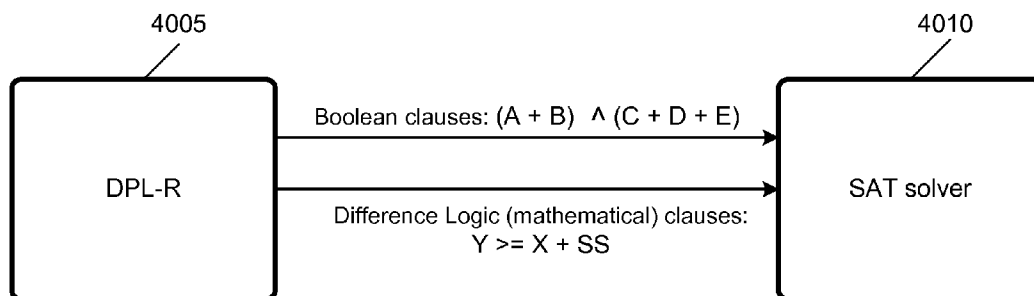 4005
4010
Boolean clauses: (A + B) ∧ (C + D + E)
DPL-R
SAT solver
Difference Logic (mathematical) clauses:
Y >= X + SS